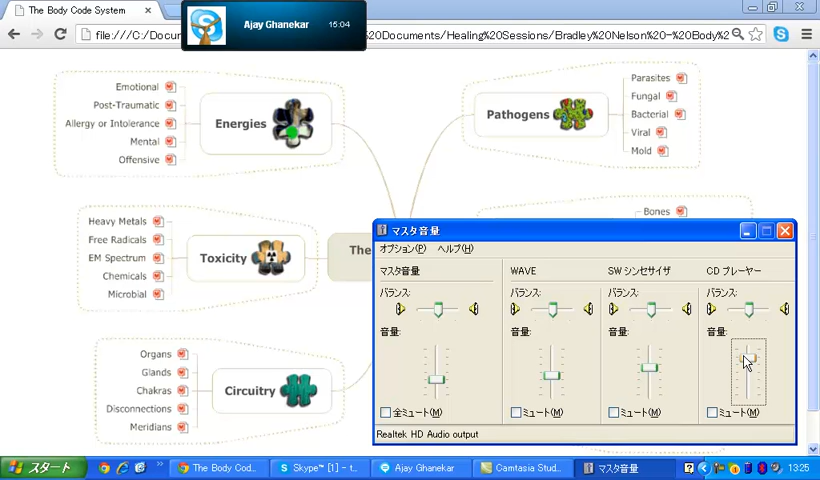 The Body Code System
Ajay Ghanekar
15:04
file:///C:/Docu
%20Documents/Healing%20Sessions/Bradley%20Nelson%20-%20Body%2
Emotional
Post-Traumatic
Allergy or Intolerance
Mental
Offensive
Energies
Pathogens
Parasites
Fungal
Bacterial
Viral
Mold
Heavy Metals
Free Radicals
EM Spectrum
Chemicals
Microbial
Toxicity
The
Bones
Organs
Glands
Chakras
Disconnections
Meridians
Circuitry
マスタ音量
オプション(P) ヘルプ(H)
マスタ音量 WAVE SW シンセサイザ CD プレーヤー
バランス: バランス: バランス: バランス:
音量: 音量: 音量: 音量:
全ミュート(M) ミュート(M) ミュート(M) ミュート(M)
Realtek HD Audio output
スタート
The Body Cod...
Skype™ [1] - t...
Ajay Ghanekar
Camtasia Stud...
マスタ音量
13:25